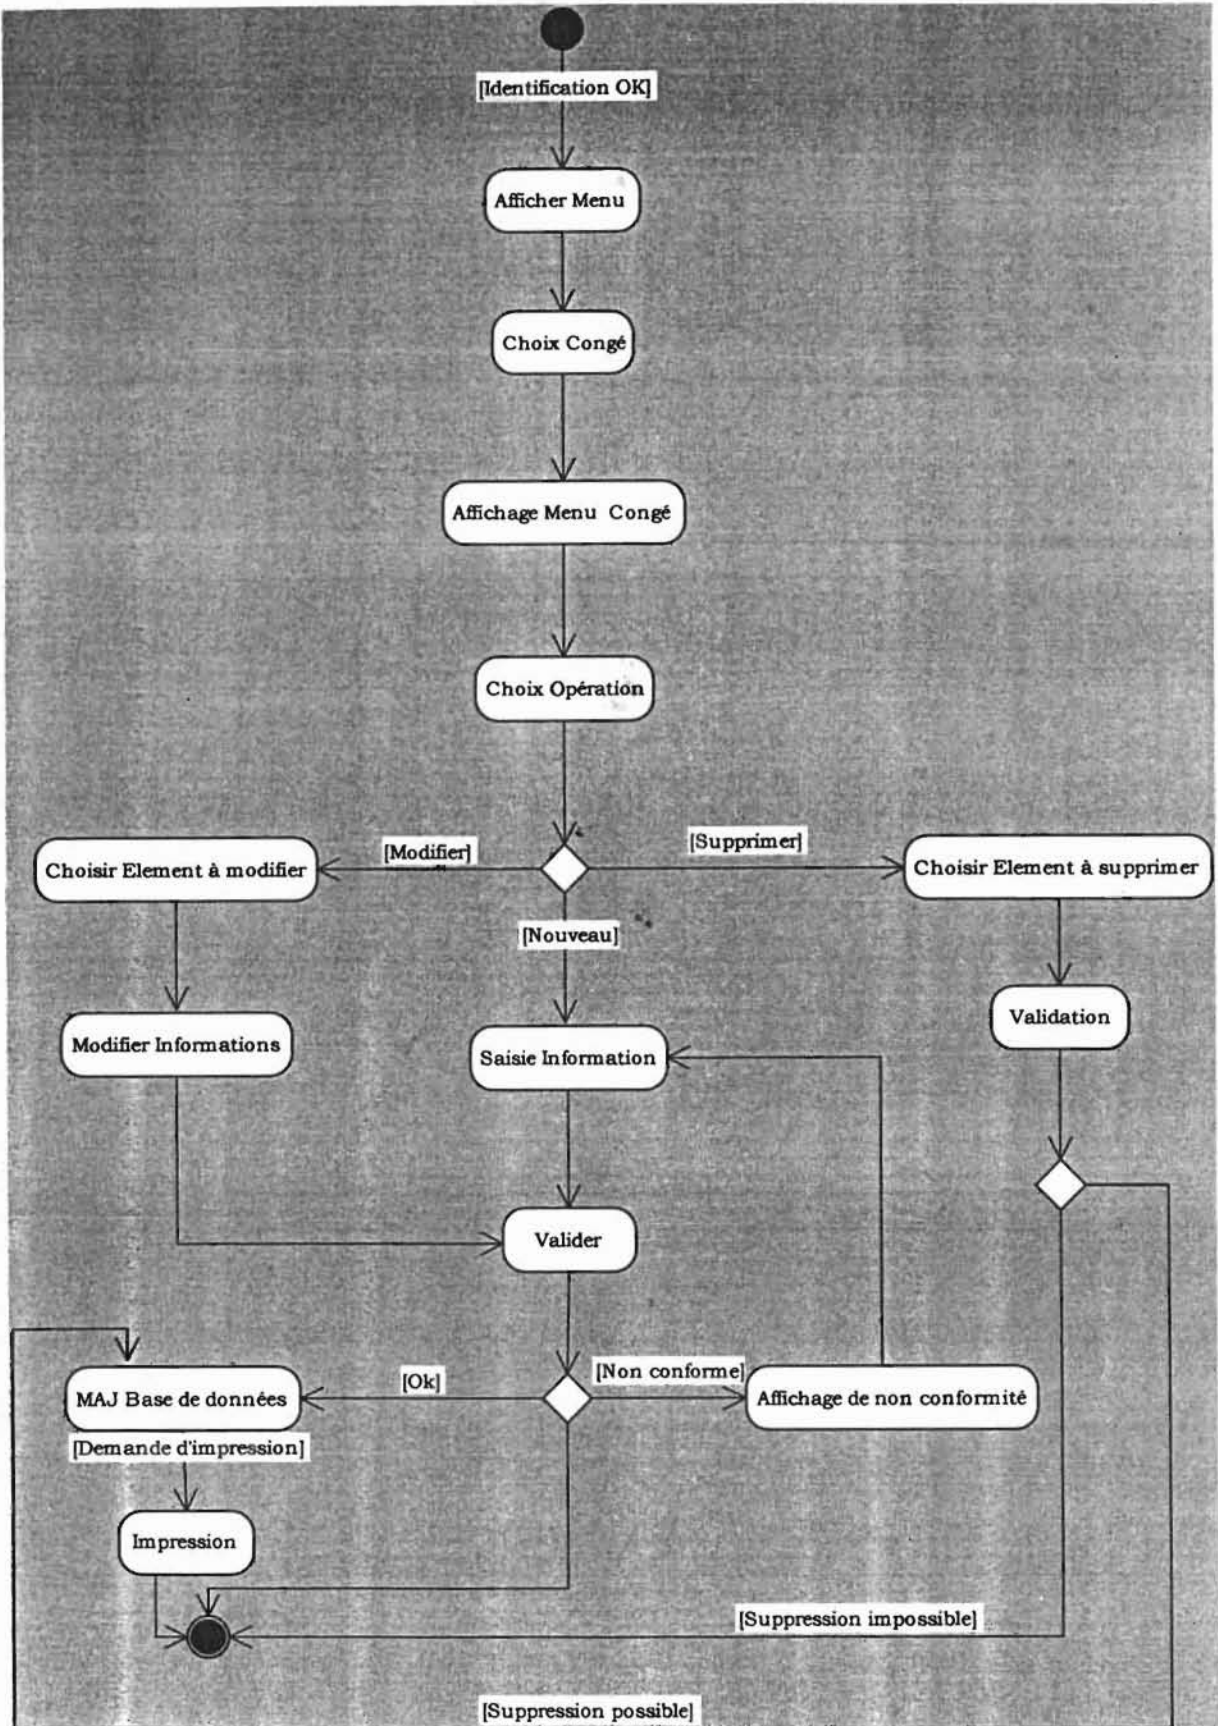 [Identification OK]
Afficher Menu
Choix Congé
Affichage Menu Congé
Choix Opération
[Modifier]
[Supprimer]
Choisir Element à modifier
Choisir Element à supprimer
[Nouveau]
Modifier Informations
Saisie Information
Validation
Valider
[Ok]
[Non conforme]
MAJ Base de données
Affichage de non conformité
[Demande d'impression]
Impression
[Suppression impossible]
[Suppression possible]